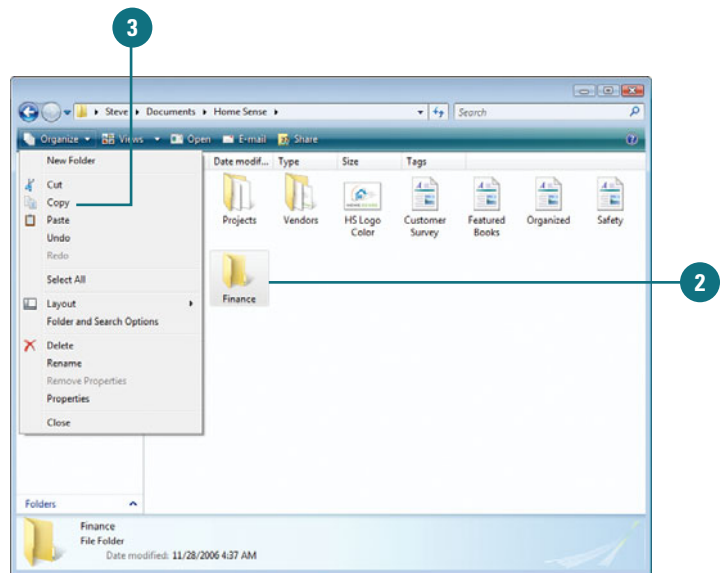 3
Steve Documents Home Sense Search
Organize Views Open E-mail Share
New Folder
Cut
Copy
Paste
Undo
Redo
Select All
Layout
Folder and Search Options
Delete
Rename
Remove Properties
Properties
Close
Date modif... Type Size Tags
Projects
Vendors
HS Logo
Color
Customer
Survey
Featured
Books
Organized
Safety
Finance
2
Folders
Finance
File Folder
Date modified: 11/28/2006 4:37 AM